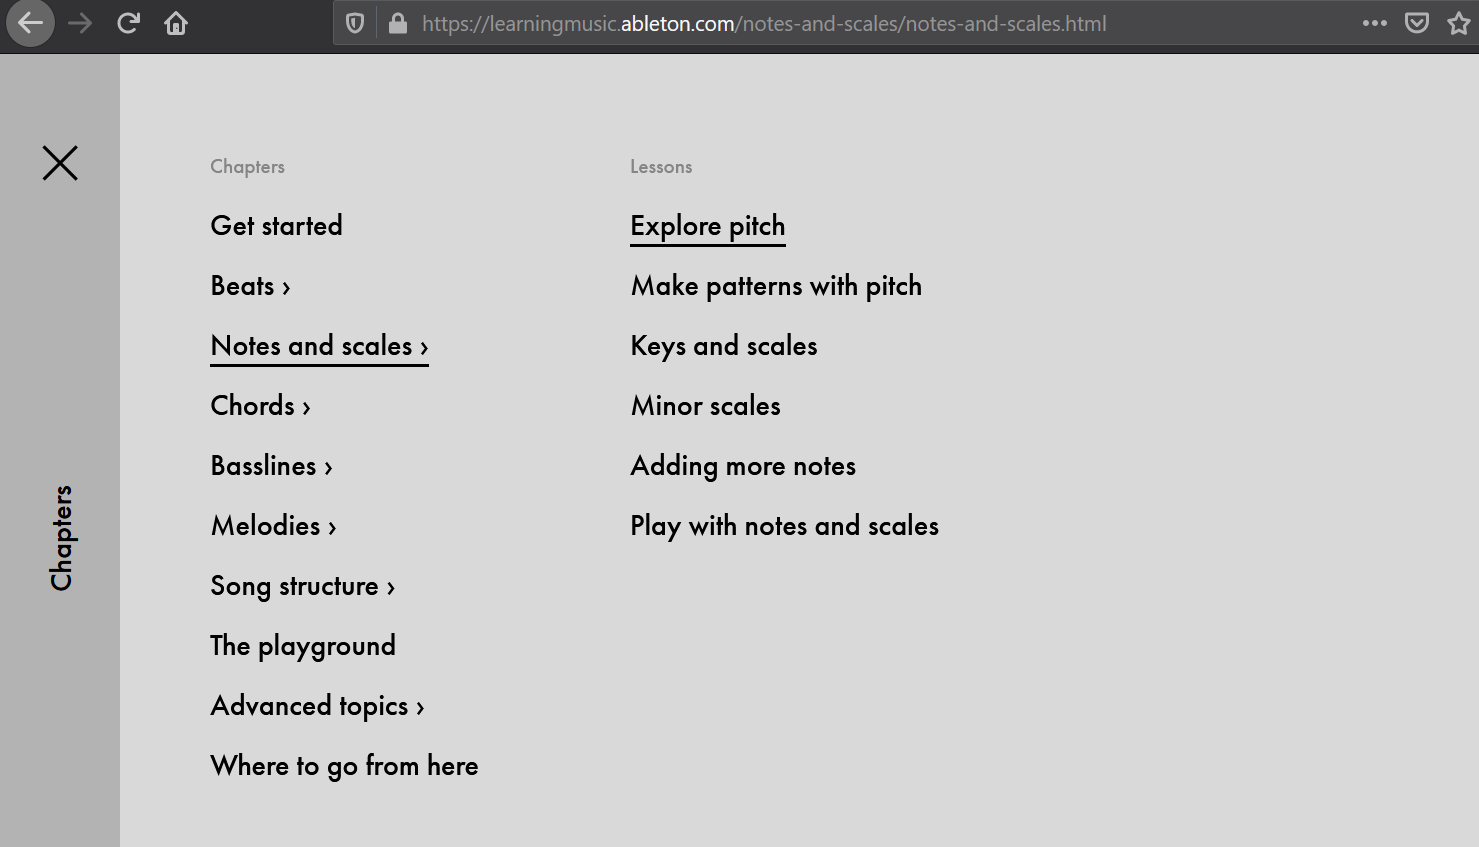 https://learningmusic.ableton.com/notes-and-scales/notes-and-scales.html
Chapters
Chapters
Get started
Beats ›
Notes and scales ›
Chords ›
Basslines ›
Melodies ›
Song structure ›
The playground
Advanced topics ›
Where to go from here
Lessons
Explore pitch
Make patterns with pitch
Keys and scales
Minor scales
Adding more notes
Play with notes and scales